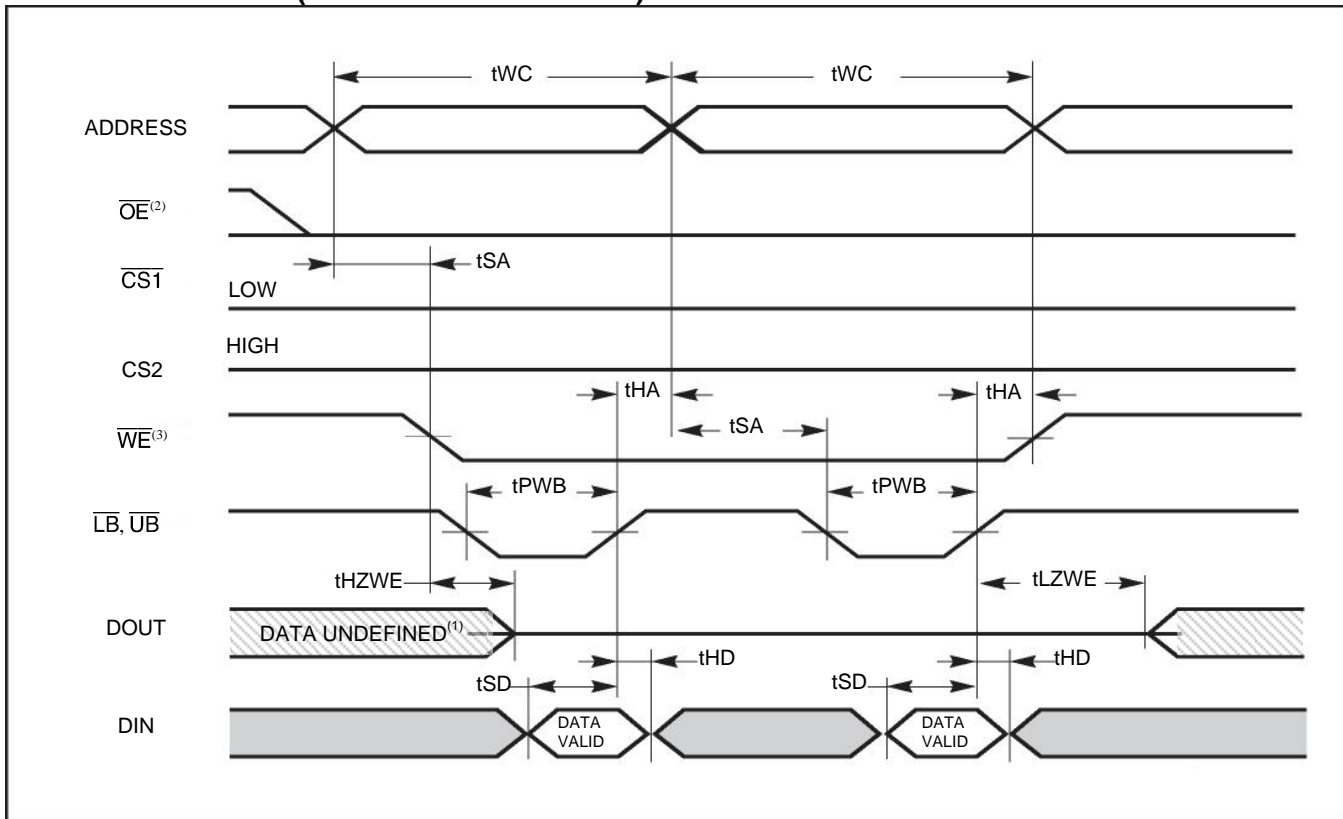 tWC tWC
ADDRESS
OE(2)
tSA
CS1
LOW
HIGH
CS2
tHA tHA
tSA
WE(3)
tPWB tPWB
LB, UB
tHZWE tLZWE
DOUT DATA UNDEFINED(1)
tHD tHD
tSD tSD
DIN DATA VALID DATA VALID